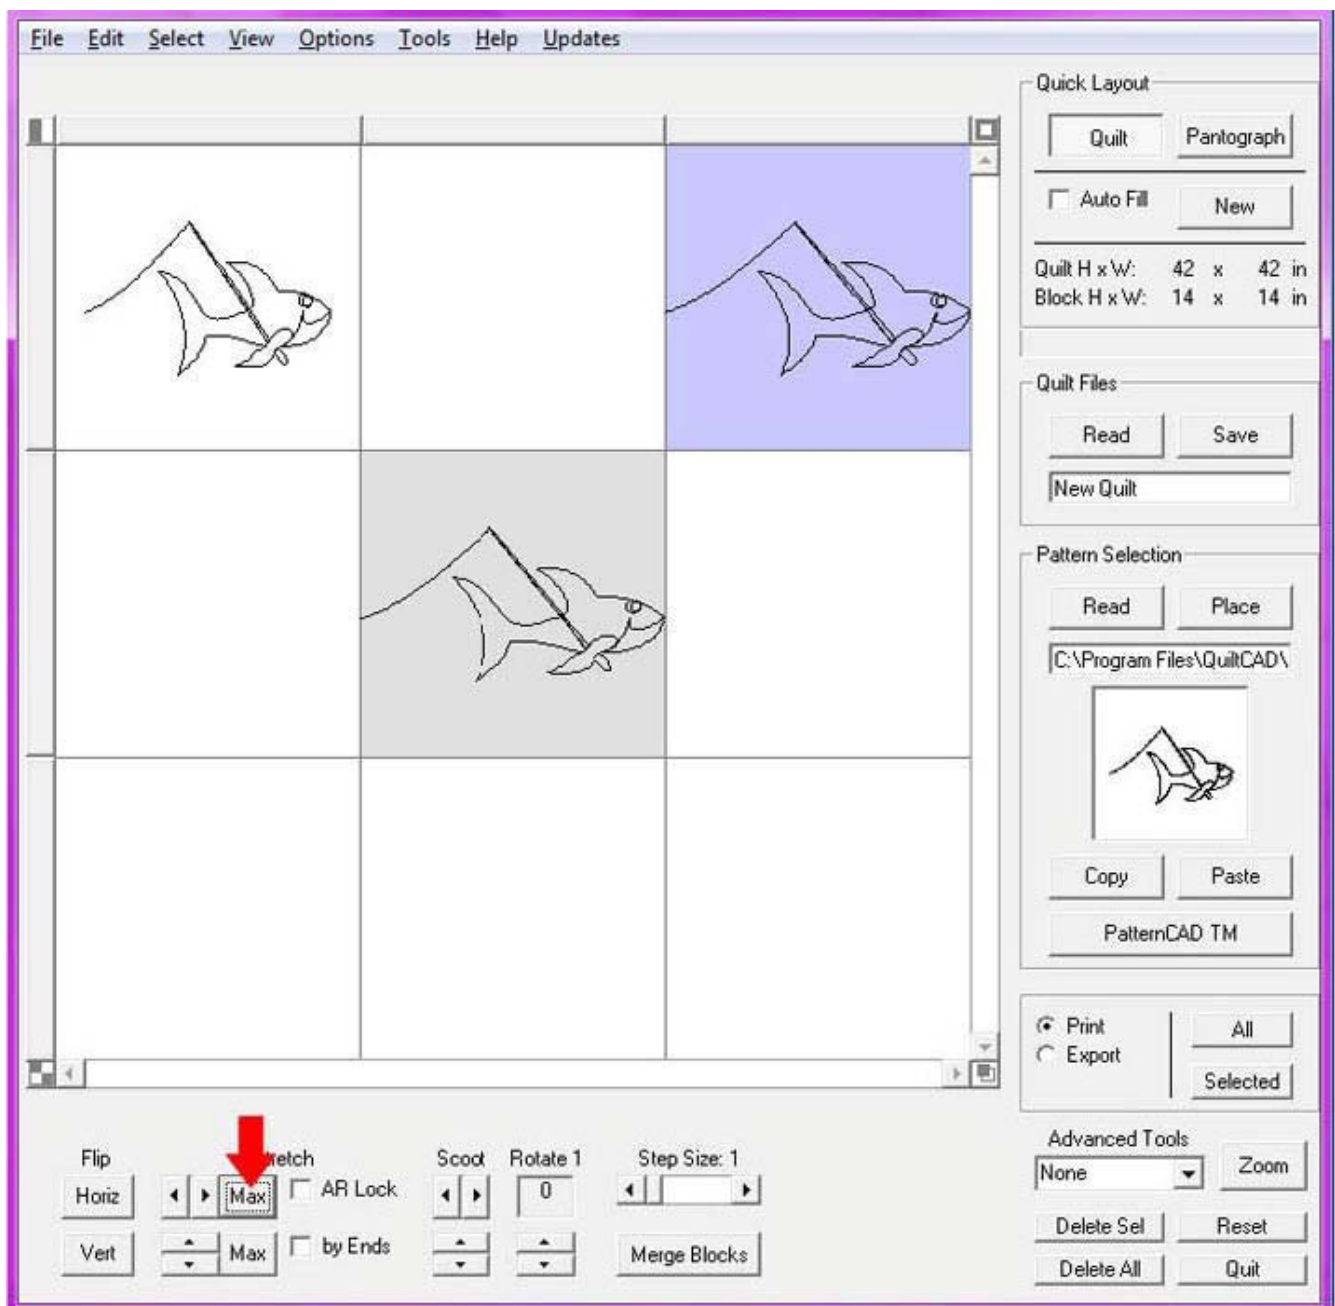 File Edit Select View Options Tools Help Updates
Quick Layout
Quilt Pantograph
Auto Fill New
Quilt H x W: 42 x 42 in
Block H x W: 14 x 14 in
Quilt Files
Read Save
New Quilt
Pattern Selection
Read Place
C:\Program Files\QuiltCAD\
Copy Paste
PatternCAD TM
Print All
Export
Selected
Advanced Tools
None Zoom
Delete Sel Reset
Delete All Quit
Flip Scoot Rotate 1 Step Size: 1
Horiz Max AR Lock 0
Vert Max by Ends Merge Blocks